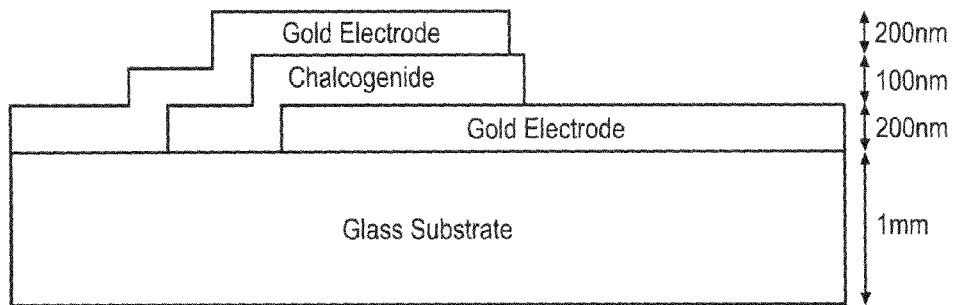 Gold Electrode
200nm
Chalcogenide
100nm
Gold Electrode
200nm
Glass Substrate
1mm